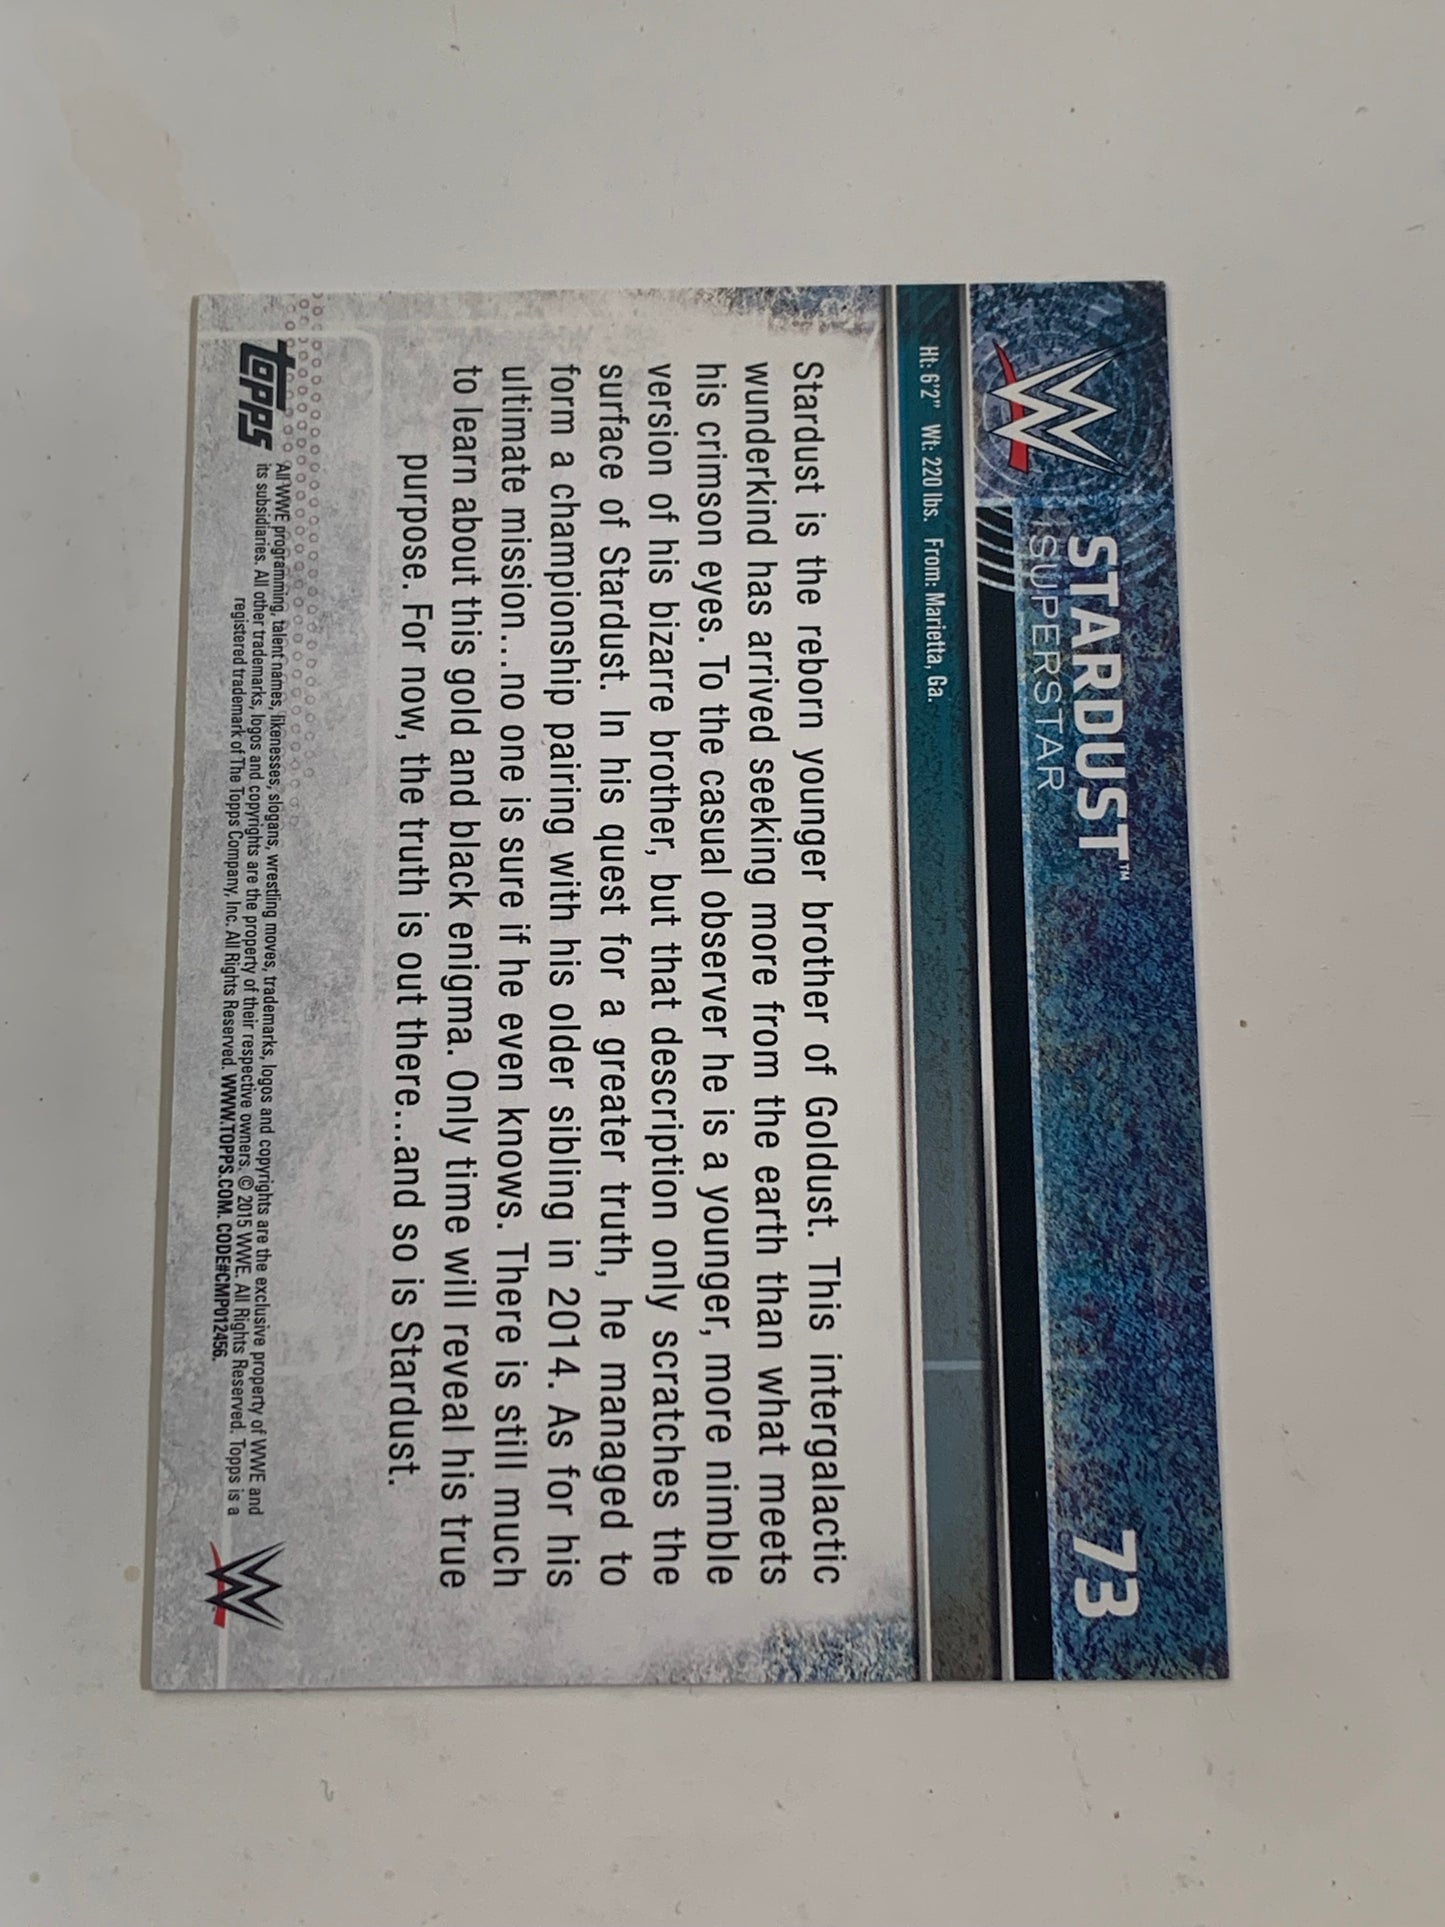 W
STARDUST™
SUPERSTAR
73
Ht: 6'2" Wt: 220 lbs. From: Marietta, Ga.
Stardust is the reborn younger brother of Goldust. This intergalactic
wunderkind has arrived seeking more from the earth than what meets
his crimson eyes. To the casual observer he is a younger, more nimble
version of his bizarre brother, but that description only scratches the
surface of Stardust. In his quest for a greater truth, he managed to
form a championship pairing with his older sibling in 2014. As for his
ultimate mission...no one is sure if he even knows. There is still much
to learn about this gold and black enigma. Only time will reveal his true
purpose. For now, the truth is out there...and so is Stardust.
topps
All WWE programming, talent names, likenesses, slogans, wrestling moves, trademarks, logos and copyrights are the exclusive property of WWE and
its subsidiaries. All other trademarks, logos and copyrights are the property of their respective owners. © 2015 WWE. All Rights Reserved. Topps is a
registered trademark of The Topps Company, Inc. All Rights Reserved. WWW.TOPPS.COM. CODE#CMP012456.
W